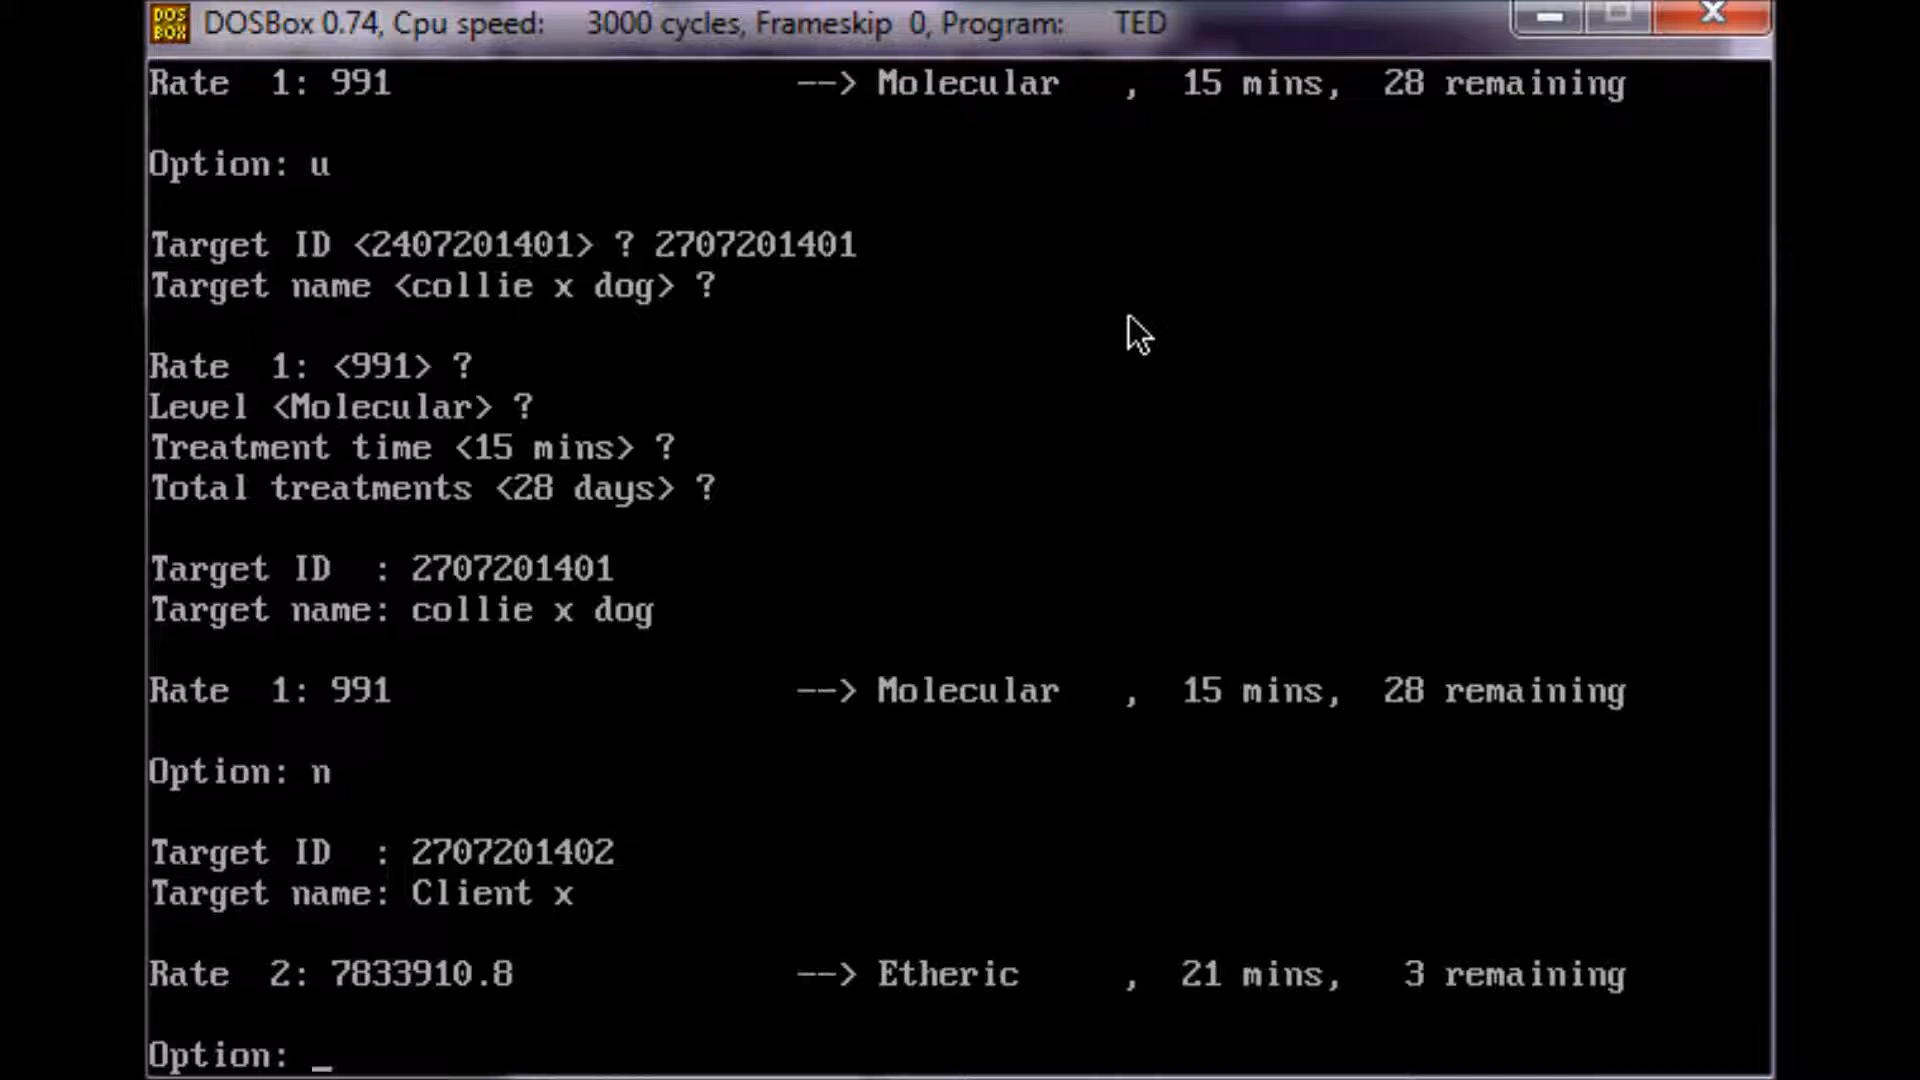 DOS BOX DOSBox 0.74, Cpu speed: 3000 cycles, Frameskip 0, Program: TED
Rate 1: 991 --> Molecular , 15 mins, 28 remaining
Option: u
Target ID <2407201401> ? 2707201401
Target name <collie x dog> ?
Rate 1: <991> ?
Level <Molecular> ?
Treatment time <15 mins> ?
Total treatments <28 days> ?
Target ID : 2707201401
Target name: collie x dog
Rate 1: 991 --> Molecular , 15 mins, 28 remaining
Option: n
Target ID : 2707201402
Target name: Client x
Rate 2: 7833910.8 --> Etheric , 21 mins, 3 remaining
Option: _